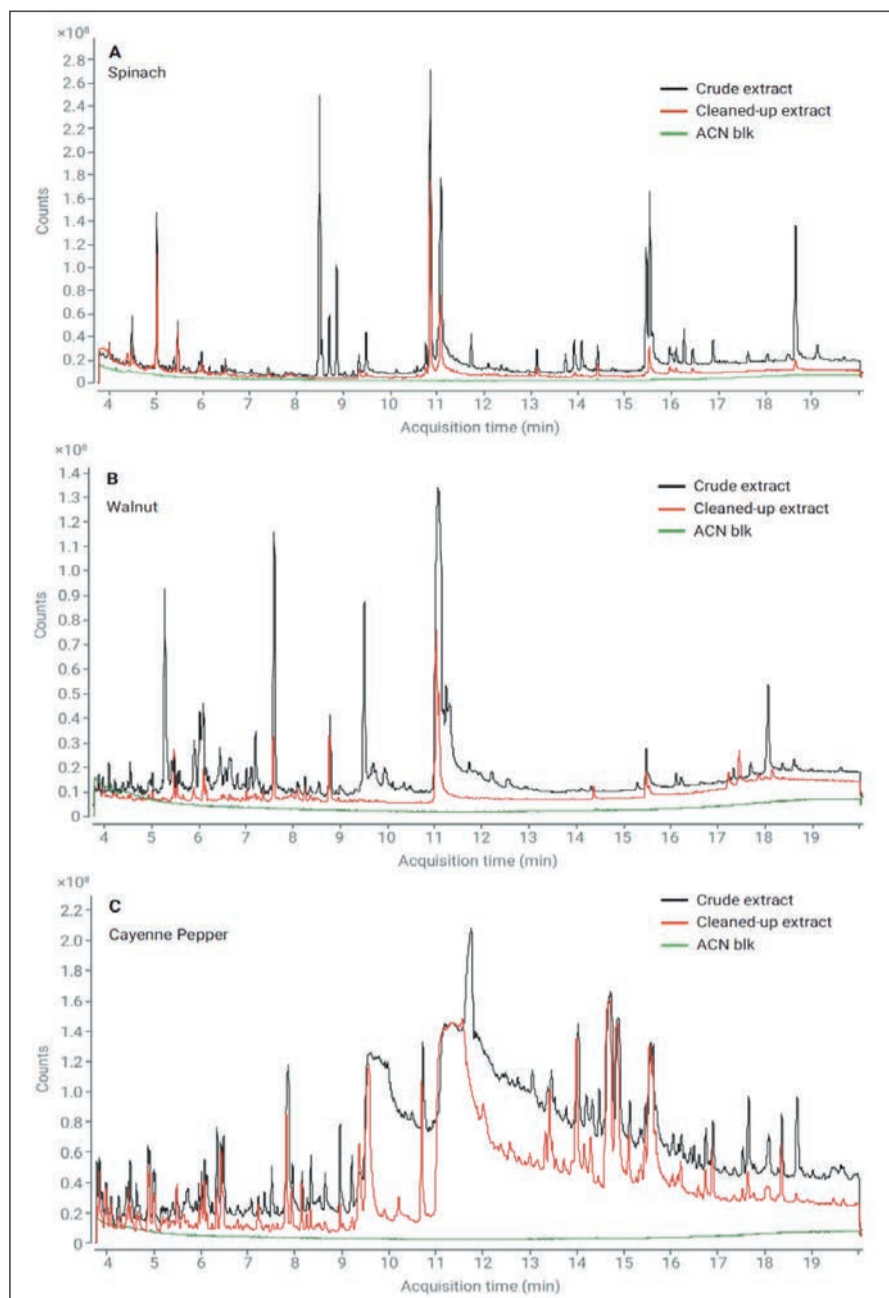 ×10⁸
A
Spinach
Crude extract
Cleaned-up extract
ACN blk
2.8
2.6
2.4
2.2
2.0
1.8
1.6
1.4
1.2
1.0
0.8
0.6
0.4
0.2
0
Counts
4 5 6 7 8 9 10 11 12 13 14 15 16 17 18 19
Acquisition time (min)
×10⁸
B
Walnut
Crude extract
Cleaned-up extract
ACN blk
1.4
1.3
1.2
1.1
1.0
0.9
0.8
0.7
0.6
0.5
0.4
0.3
0.2
0.1
0
Counts
4 5 6 7 8 9 10 11 12 13 14 15 16 17 18 19
Acquisition time (min)
×10⁸
C
Cayenne Pepper
Crude extract
Cleaned-up extract
ACN blk
2.2
2.0
1.8
1.6
1.4
1.2
1.0
0.8
0.6
0.4
0.2
0
Counts
4 5 6 7 8 9 10 11 12 13 14 15 16 17 18 19
Acquisition time (min)